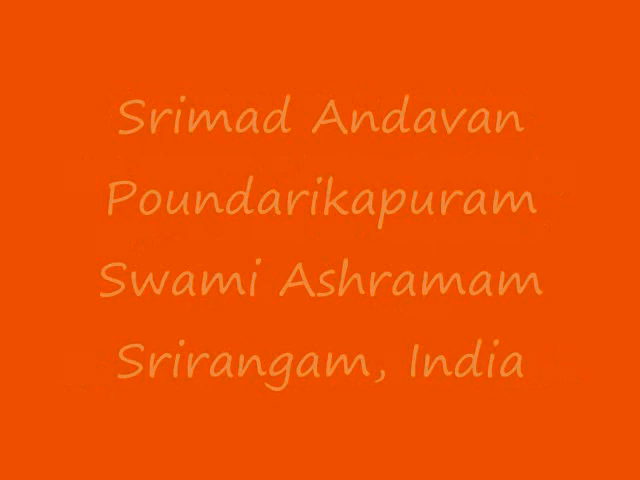 Srimad Andavan
Poundarikapuram
Swami Ashramam
Srirangam, India